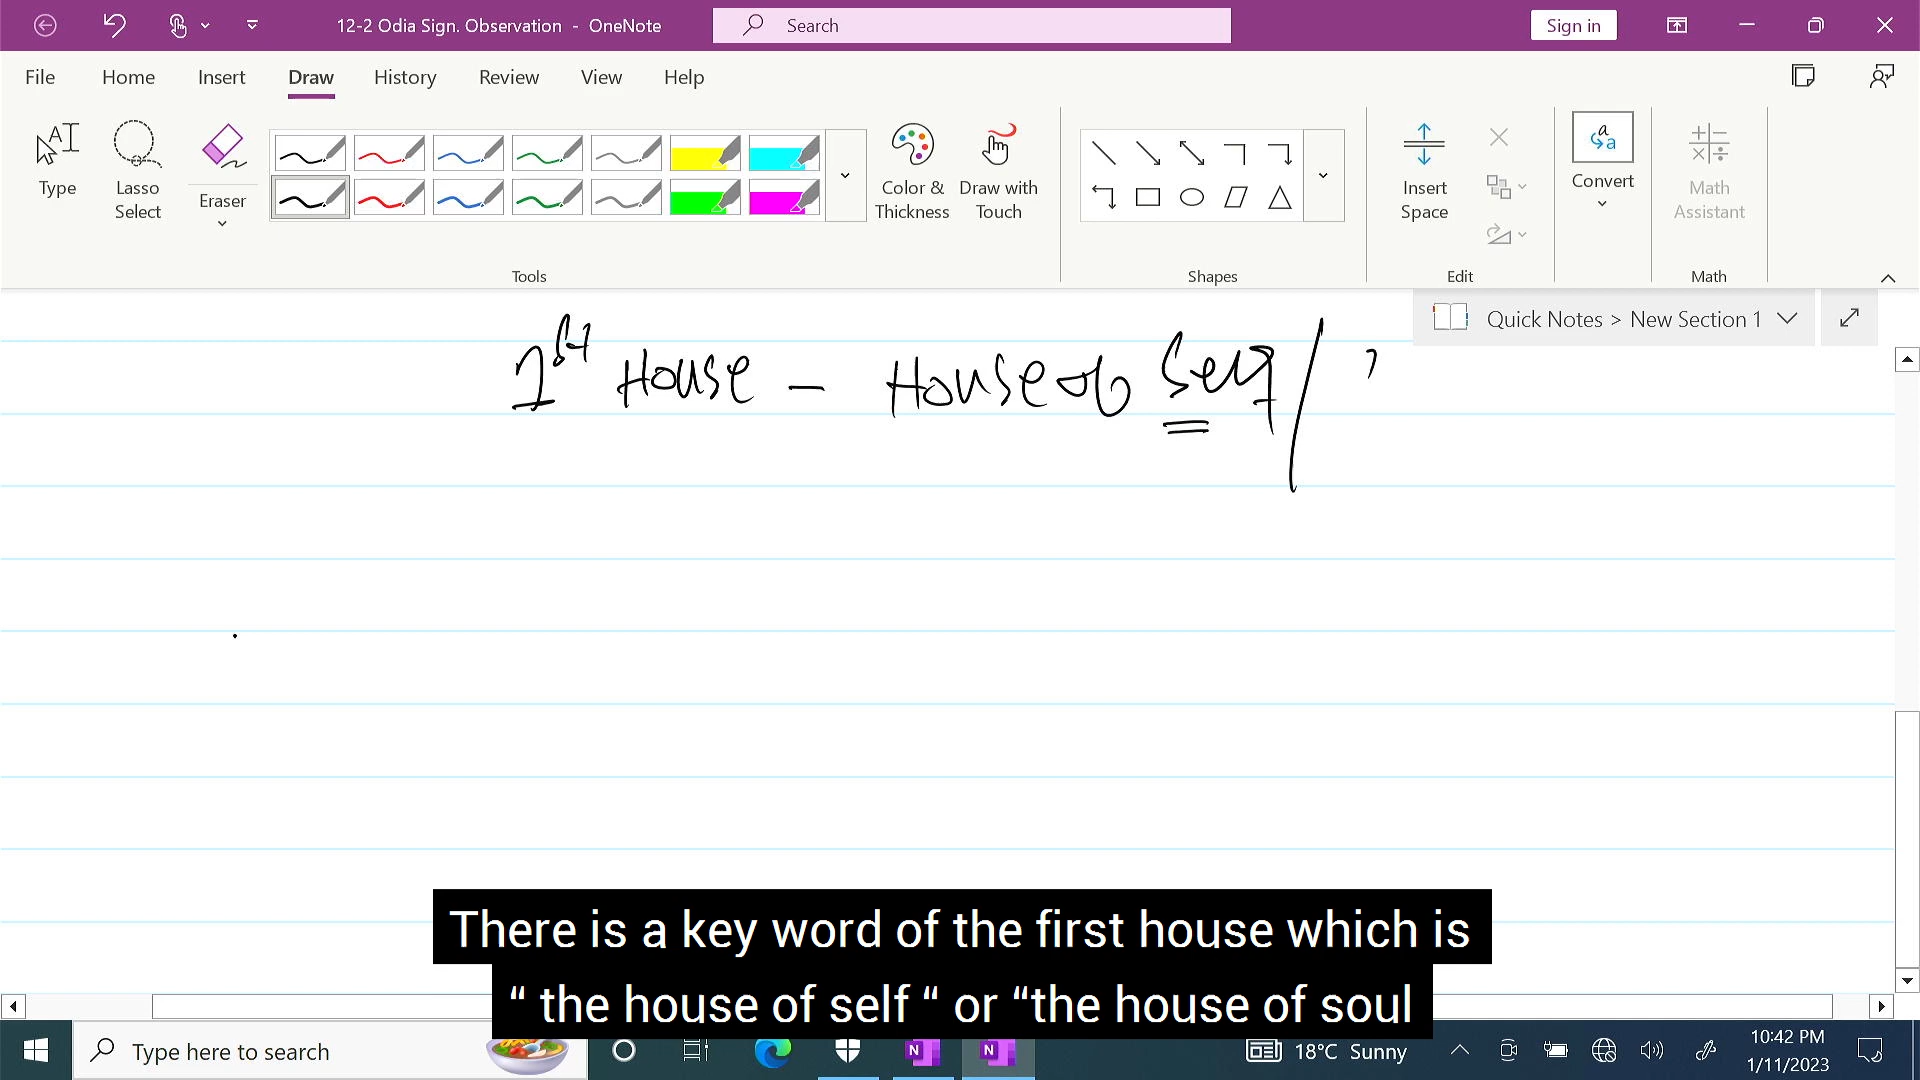 12-2 Odia Sign. Observation - OneNote
Search
Sign in
File Home Insert Draw History Review View Help
Type
Lasso Select
Eraser
Color & Thickness
Draw with Touch
Insert Space
a
a
Convert
Math Assistant
Tools
Shapes
Edit
Math
Quick Notes > New Section 1
1st House - House of Self /
There is a key word of the first house which is
“ the house of self “ or “the house of soul
Type here to search
N
N
18°C Sunny
10:42 PM
1/11/2023